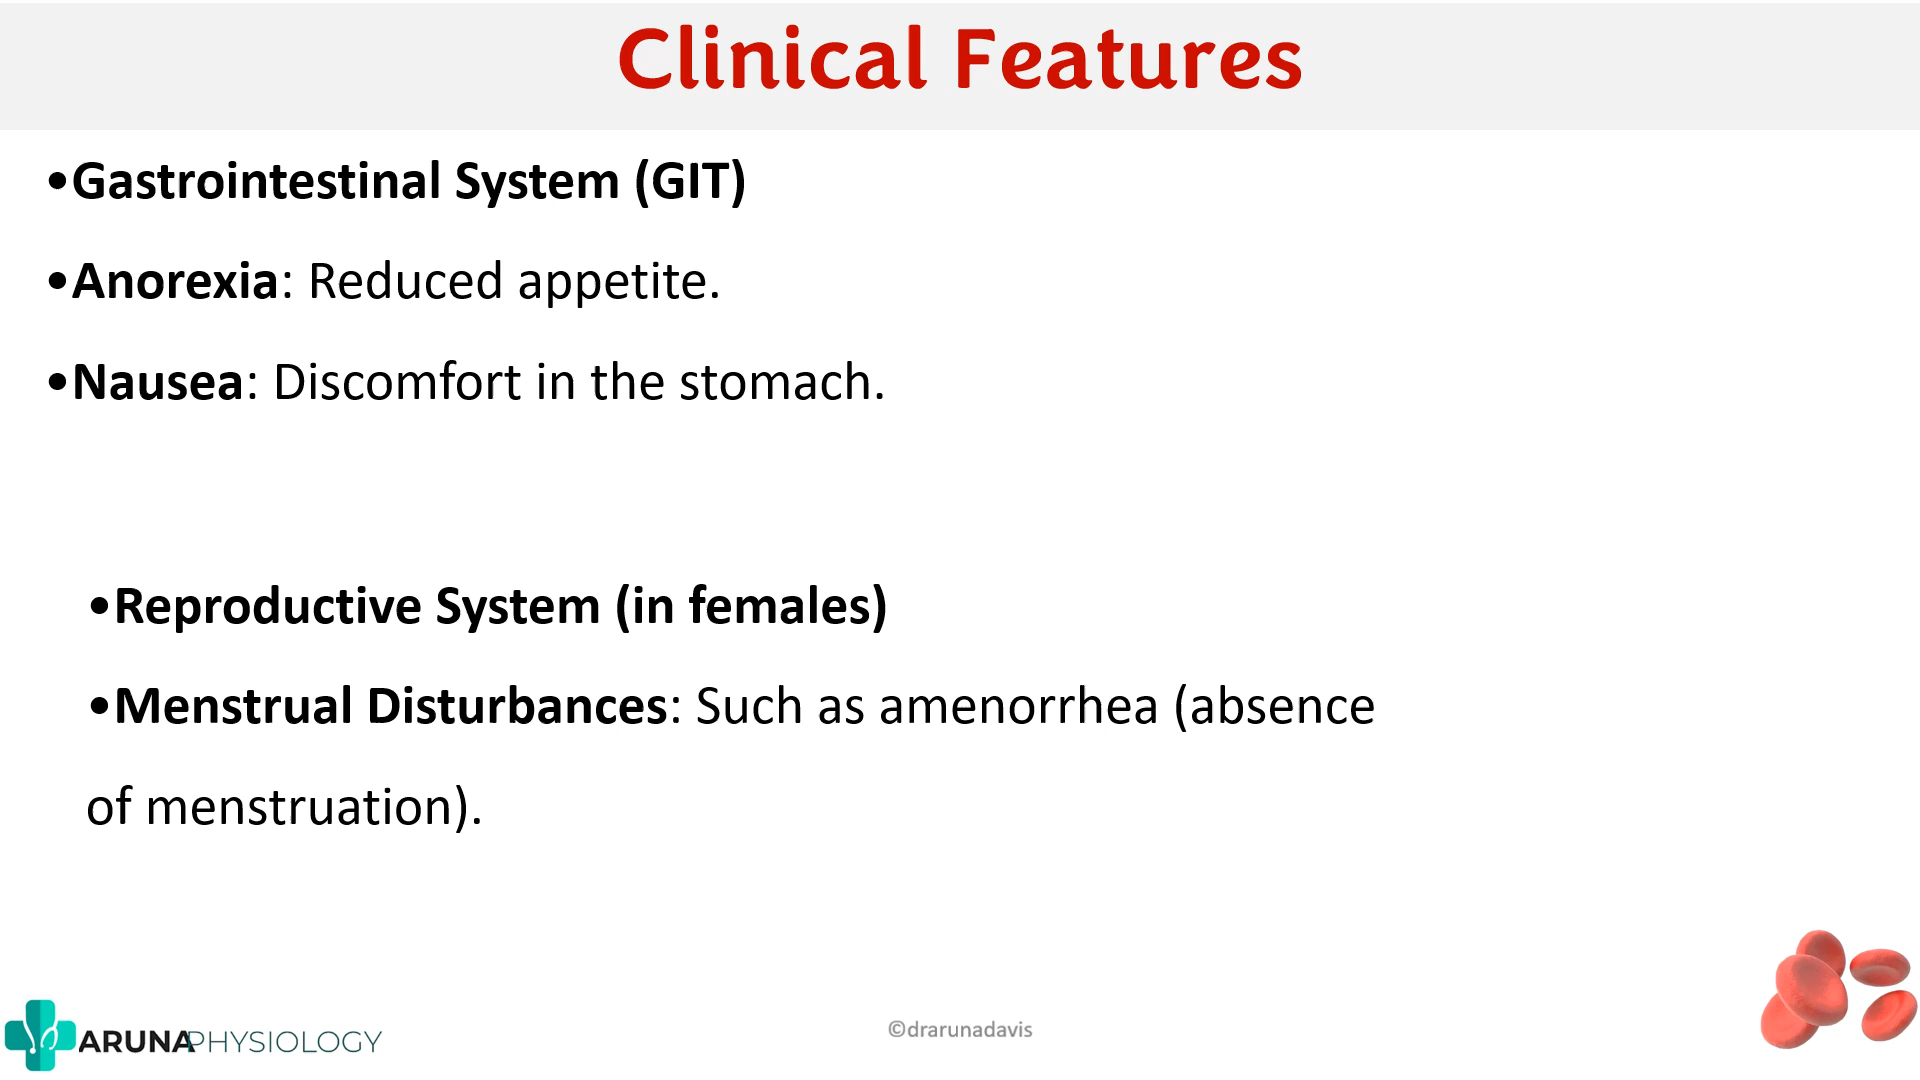 Clinical Features
•Gastrointestinal System (GIT)
•Anorexia: Reduced appetite.
•Nausea: Discomfort in the stomach.
•Reproductive System (in females)
•Menstrual Disturbances: Such as amenorrhea (absence
of menstruation).
ARUNAPHYSIOLOGY
©drarunadavis